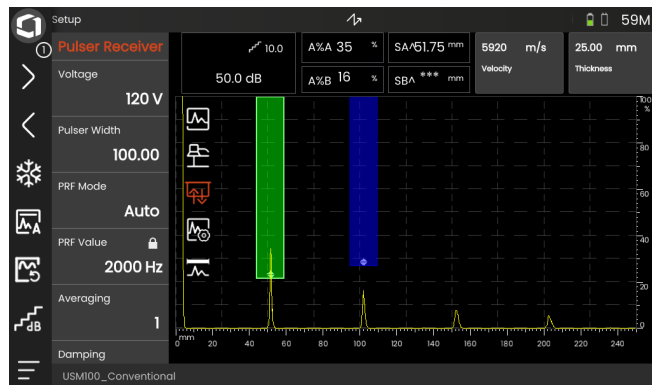 Setup
59M
1
Pulser Receiver
10.0
50.0 dB
A%A 35 %
A%B 16 %
SA^51.75 mm
SB^ *** mm
5920 m/s
Velocity
25.00 mm
Thickness
Voltage
120 V
Pulser Width
100.00
PRF Mode
Auto
PRF Value
2000 Hz
Averaging
1
Damping
A
dB
100
%
80
60
40
20
0
mm
0 20 40 60 80 100 120 140 160 180 200 220 240
USM100_Conventional